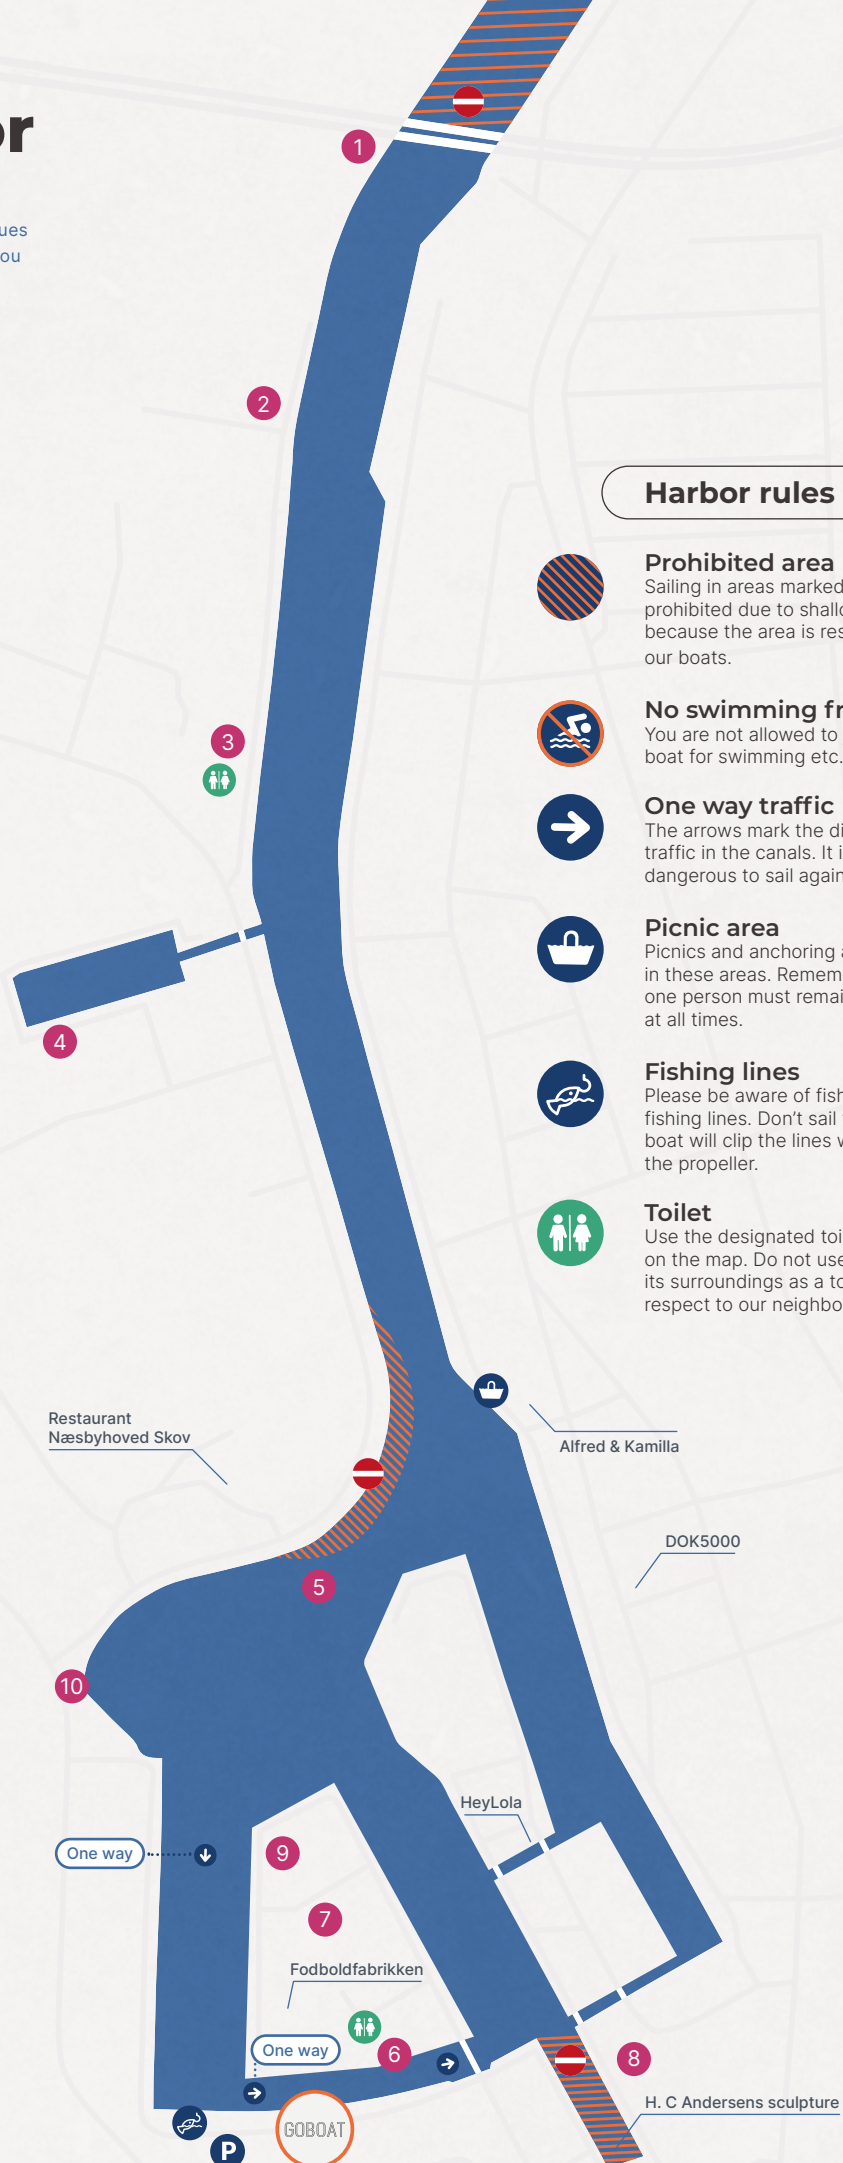 or
ues
ou
1
2
Harbor rules
Prohibited area
Sailing in areas marked
prohibited due to shallo
because the area is res
our boats.
No swimming fr
You are not allowed to
boat for swimming etc.
3
One way traffic
The arrows mark the di
traffic in the canals. It i
dangerous to sail again
Picnic area
Picnics and anchoring a
in these areas. Remem
one person must remai
at all times.
4
Fishing lines
Please be aware of fish
fishing lines. Don't sail
boat will clip the lines w
the propeller.
Toilet
Use the designated toi
on the map. Do not use
its surroundings as a to
respect to our neighbo
Restaurant
Næsbyhoved Skov
Alfred & Kamilla
DOK5000
5
10
HeyLola
One way
9
7
Fodboldfabrikken
One way
6
8
H. C Andersens sculpture
GOBOAT
P